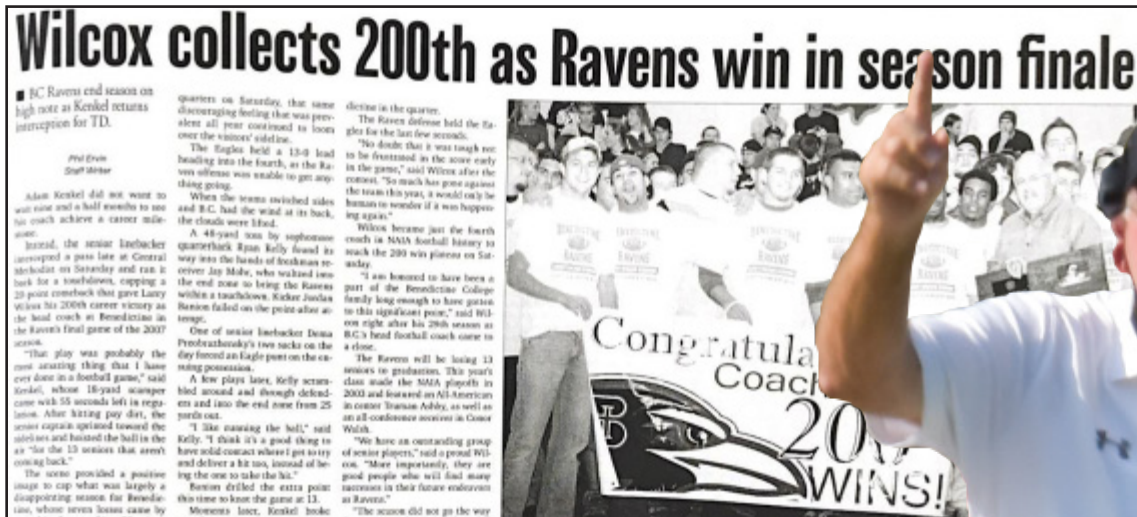 Wilcox collects 200th as Ravens win in season finale
■ BC Ravens end season on
high note as Kenkel returns
interception for TD.
Phil Ervin
Staff Writer
Adam Kenkel did not want to
wait nine and a half months to see
his coach achieve a career mile-
stone.
Instead, the senior linebacker
intercepted a pass late at Central
Methodist on Saturday and ran it
back for a touchdown, capping a
20-point comeback that gave Larry
Wilcox his 200th career victory as
the head coach at Benedictine in
the Raven's final game of the 2007
season.
"That play was probably the
most amazing thing that I have
ever done in a football game," said
Kenkel, whose 18-yard scamper
came with 55 seconds left in regu-
lation. After hitting pay dirt, the
senior captain sprinted toward the
sidelines and hoisted the ball in the
air "for the 13 seniors that aren't
coming back."
The scene provided a positive
image to cap what was largely a
disappointing season for Benedic-
tine, whose seven losses came by
quarters on Saturday, that same
discouraging feeling that was prev-
alent all year continued to loom
over the visitors' sideline.
The Eagles held a 13-0 lead
heading into the fourth, as the Ra-
ven offense was unable to get any-
thing going.
When the teams switched sides
and B.C. had the wind at its back,
the clouds were lifted.
A 48-yard toss by sophomore
quarterback Ryan Kelly found its
way into the hands of freshman re-
ceiver Jay Mohr, who waltzed into
the end zone to bring the Ravens
within a touchdown. Kicker Jordan
Banion failed on the point-after at-
tempt.
One of senior linebacker Dema
Preobrazhensky's two sacks on the
day forced an Eagle punt on the en-
suing possession.
A few plays later, Kelly scram-
bled around and through defend-
ers and into the end zone from 25
yards out.
"I like running the ball," said
Kelly. "I think it's a good thing to
have solid contact where I get to try
and deliver a hit too, instead of be-
ing the one to take the hit."
Banion drilled the extra point
this time to knot the game at 13.
Moments later, Kenkel broke
dictine in the quarter.
The Raven defense held the Ea-
gles for the last few seconds.
"No doubt that it was tough not
to be frustrated in the score early
in the game," said Wilcox after the
contest. "So much has gone against
the team this year, it would only be
human to wonder if it was happen-
ing again."
Wilcox became just the fourth
coach in NAIA football history to
reach the 200 win plateau on Sat-
urday.
"I am honored to have been a
part of the Benedictine College
family long enough to have gotten
to this significant point," said Wil-
cox right after his 29th season as
B.C.'s head football coach came to
a close.
The Ravens will be losing 13
seniors to graduation. This year's
class made the NAIA playoffs in
2003 and featured an All-American
in center Truman Ashby, as well as
an all-conference receiver in Conor
Walsh.
"We have an outstanding group
of senior players," said a proud Wil-
cox. "More importantly, they are
good people who will find many
successes in their future endeavors
as Ravens."
"The season did not go the way
BENEDICTINE
RAVENS
Congratula
Coach
200
WINS!